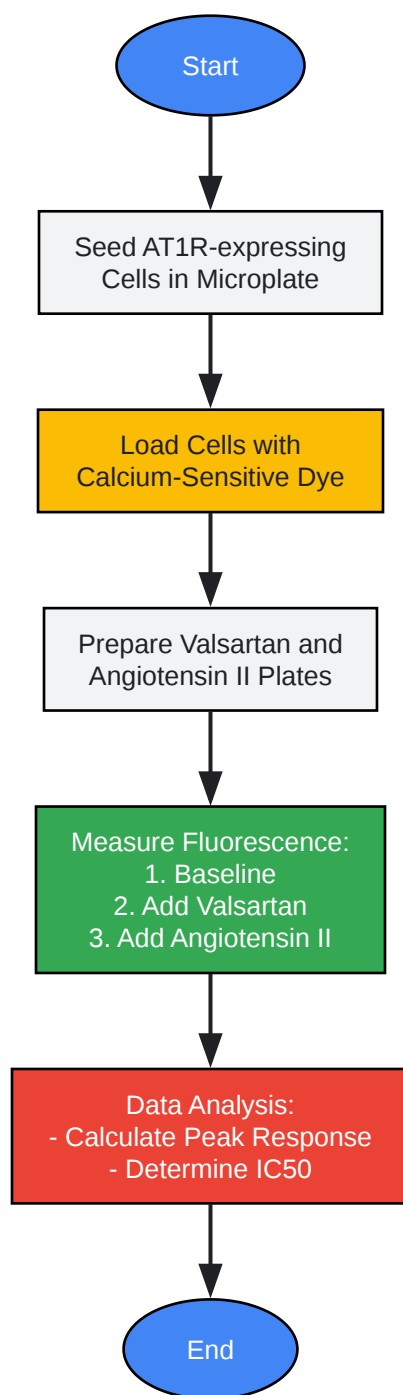 Start
Seed AT1R-expressing
Cells in Microplate
Load Cells with
Calcium-Sensitive Dye
Prepare Valsartan and
Angiotensin II Plates
Measure Fluorescence:
1. Baseline
2. Add Valsartan
3. Add Angiotensin II
Data Analysis:
- Calculate Peak Response
- Determine IC50
End